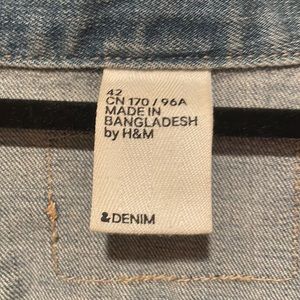 42
CN 170 / 96A
MADE IN
BANGLADESH
by H&M
&DENIM